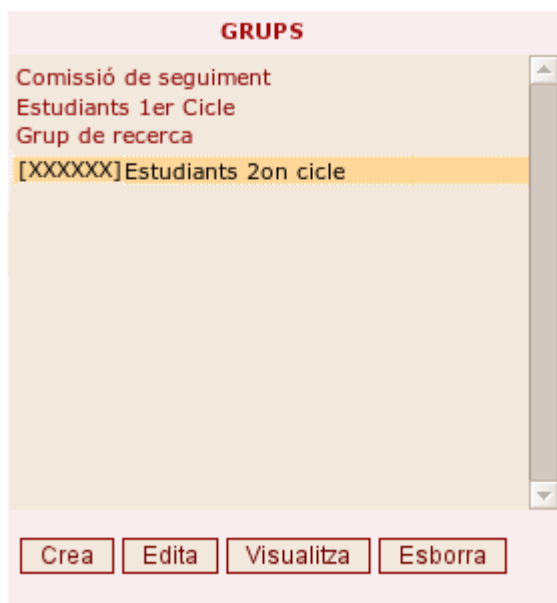 GRUPS
Comissió de seguiment
Estudiants 1er Cicle
Grup de recerca
[XXXXXX]Estudiants 2on cicle
Crea Edita Visualitza Esborra